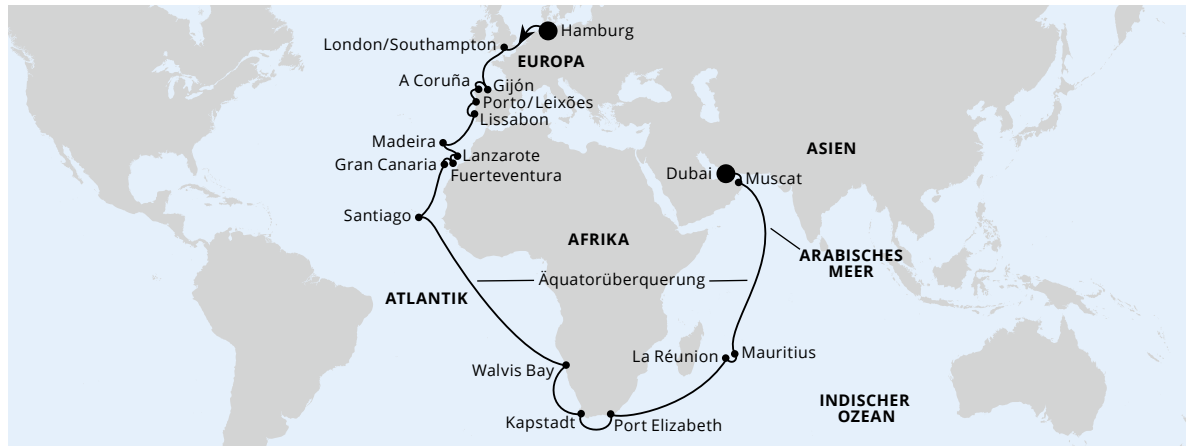 Hamburg
London/Southampton
EUROPA
A Coruña
Gijón
Porto/Leixões
Lissabon
Madeira
ASIEN
Lanzarote
Gran Canaria
Fuerteventura
Dubai
Muscat
Santiago
AFRIKA
ARABISCHES
MEER
Äquatorüberquerung
ATLANTIK
La Réunion
Mauritius
Walvis Bay
INDISCHER
OZEAN
Kapstadt
Port Elizabeth